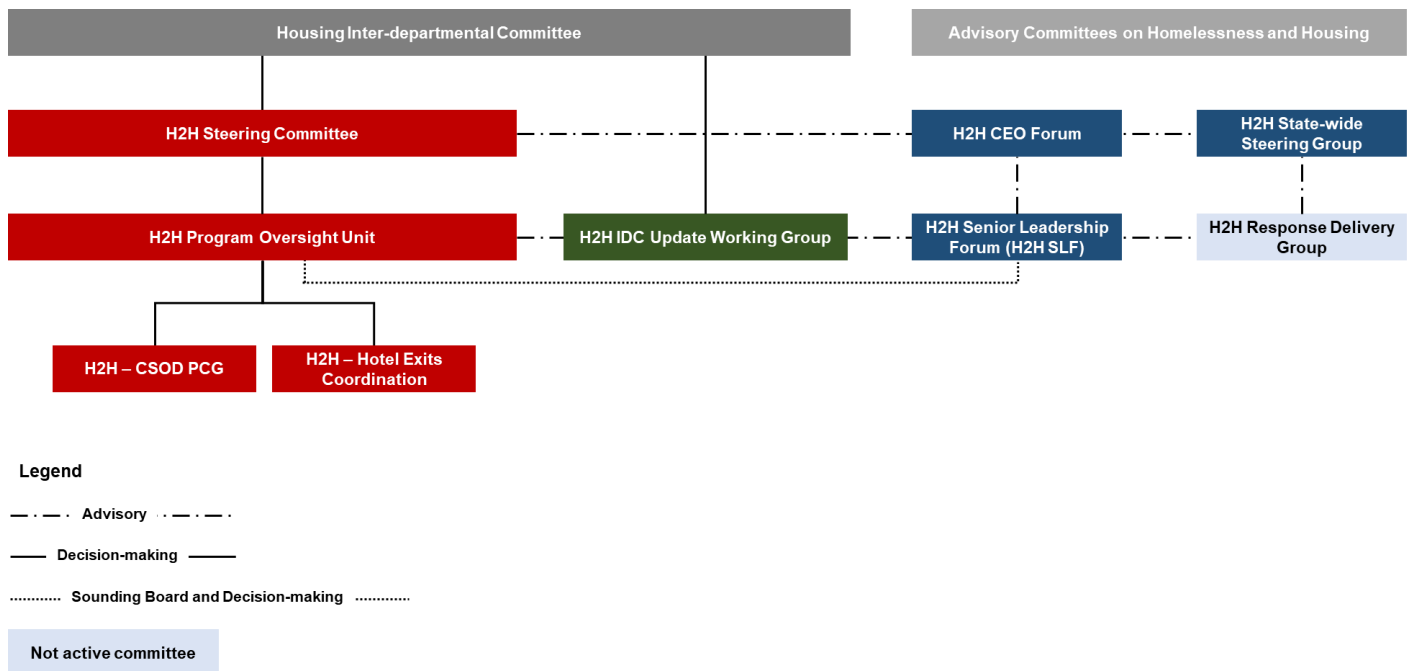 Housing Inter-departmental Committee
Advisory Committees on Homelessness and Housing
H2H Steering Committee
H2H CEO Forum
H2H State-wide
Steering Group
H2H Program Oversight Unit
H2H IDC Update Working Group
H2H Senior Leadership
Forum (H2H SLF)
H2H Response Delivery
Group
H2H – CSOD PCG
H2H – Hotel Exits
Coordination
Legend
Advisory
Decision-making
Sounding Board and Decision-making
Not active committee